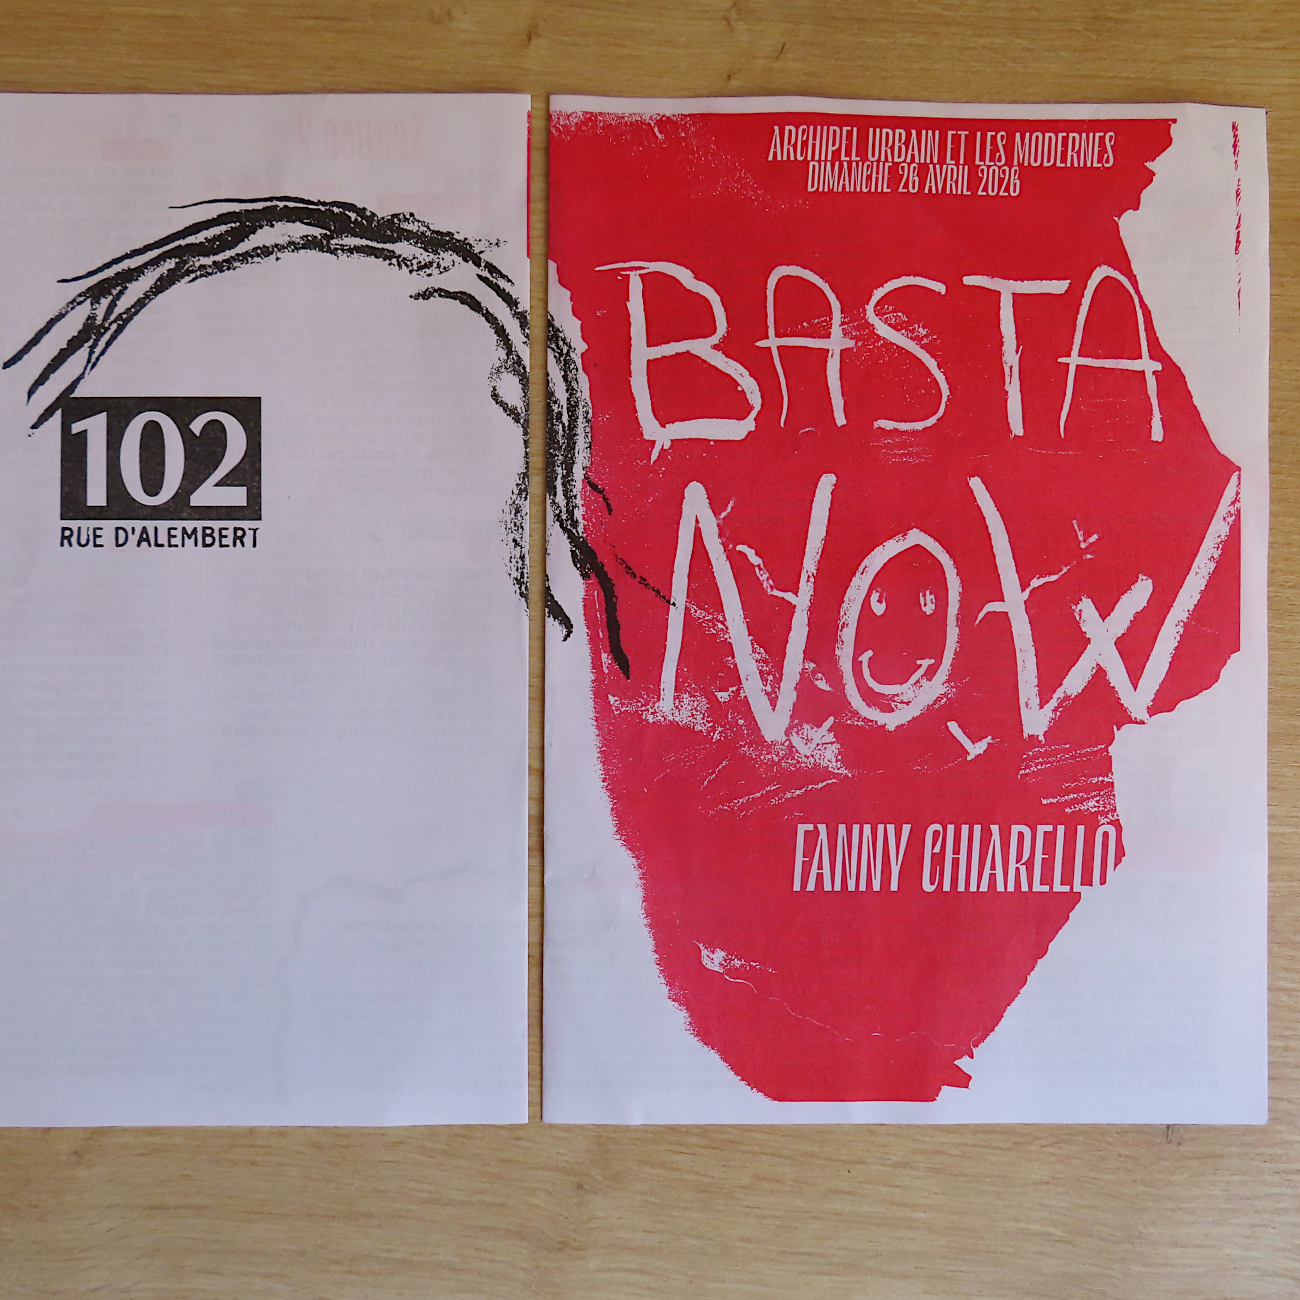 102
RUE D'ALEMBERT
ARCHIPEL URBAIN ET LES MODERNES
DIMANCHE 26 AVRIL 2026
BASTA
NOW
FANNY CHIARELLO